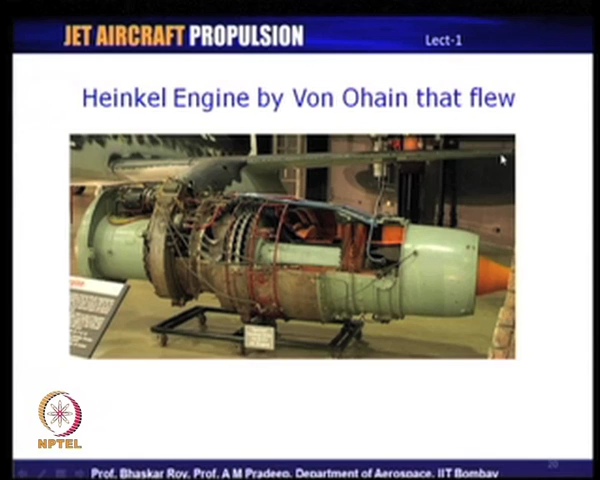 JET AIRCRAFT PROPULSION
Lect-1
Heinkel Engine by Von Ohain that flew
NPTEL
20
Prof. Bhaskar Roy, Prof. A M Pradeep, Department of Aerospace, IIT Bombay